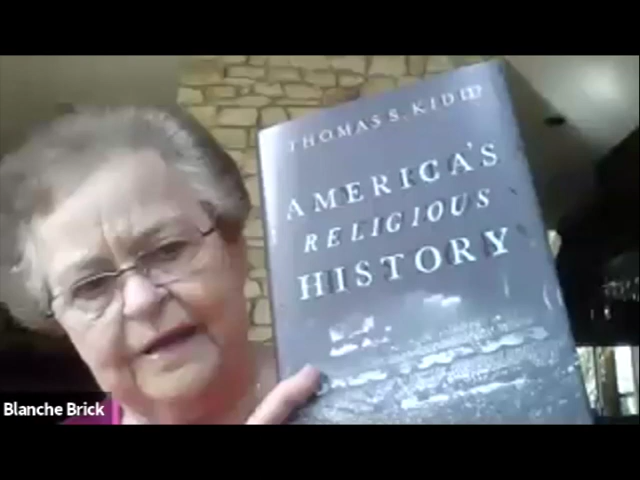 THOMAS S. KIDD
AMERICA'S
RELIGIOUS
HISTORY
Blanche Brick